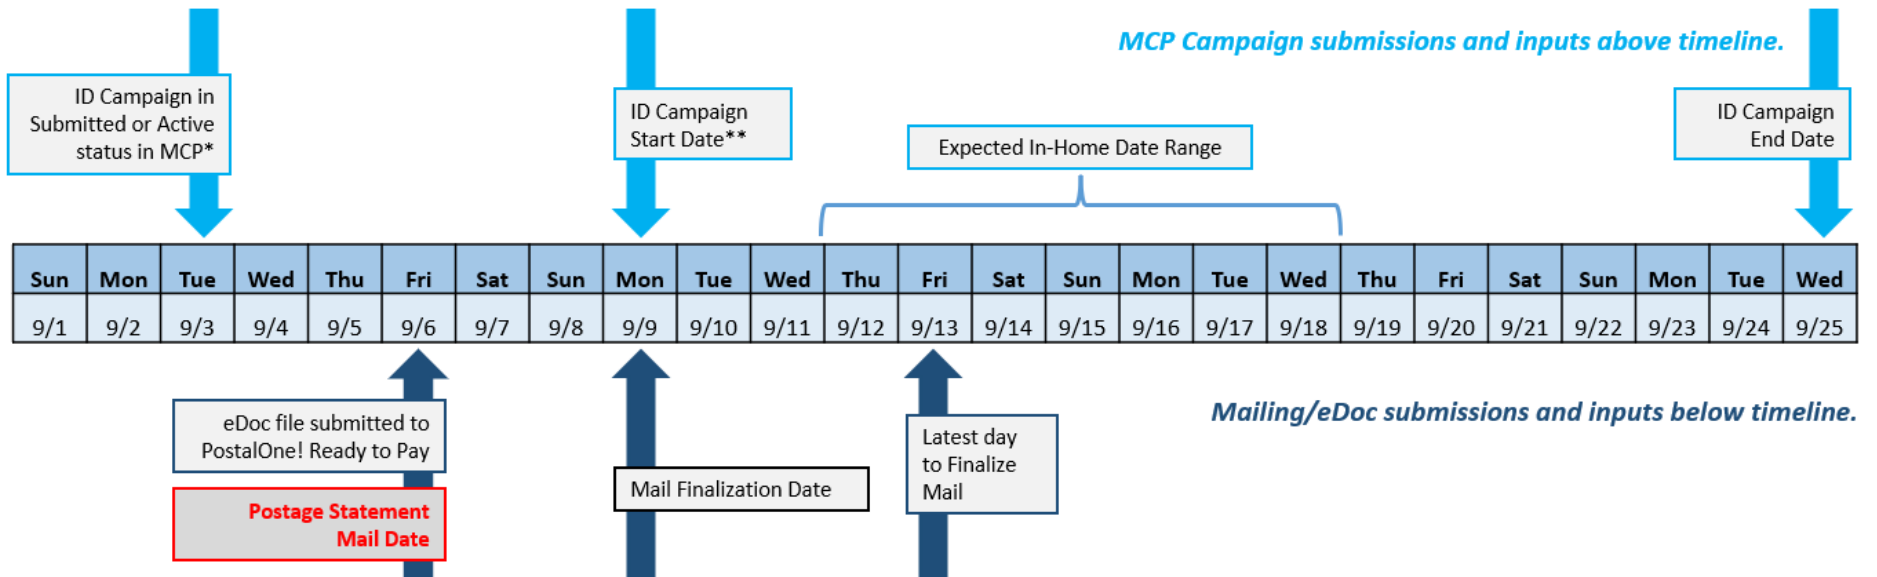 MCP Campaign submissions and inputs above timeline.
ID Campaign in
Submitted or Active
status in MCP*
ID Campaign
Start Date**
Expected In-Home Date Range
ID Campaign
End Date
Sun Mon Tue Wed Thu Fri Sat Sun Mon Tue Wed Thu Fri Sat Sun Mon Tue Wed Thu Fri Sat Sun Mon Tue Wed
9/1 9/2 9/3 9/4 9/5 9/6 9/7 9/8 9/9 9/10 9/11 9/12 9/13 9/14 9/15 9/16 9/17 9/18 9/19 9/20 9/21 9/22 9/23 9/24 9/25
Mailing/eDoc submissions and inputs below timeline.
eDoc file submitted to
PostalOne! Ready to Pay
Postage Statement
Mail Date
Mail Finalization Date
Latest day
to Finalize
Mail